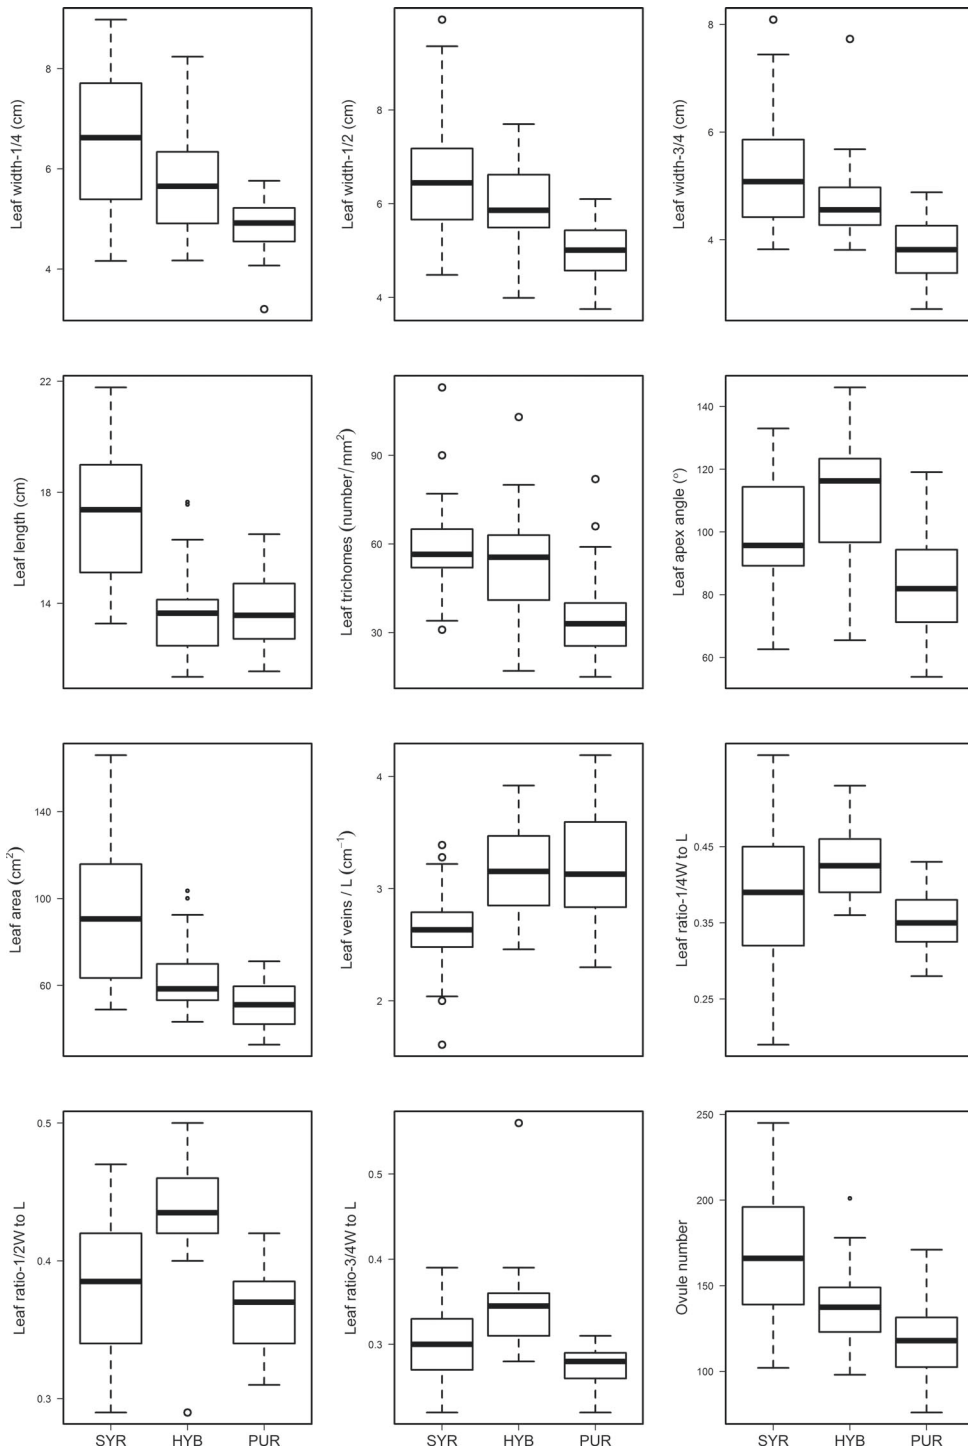 Leaf width-1/4 (cm)
8
6
4
Leaf width-1/2 (cm)
8
6
4
Leaf width-3/4 (cm)
8
6
4
Leaf length (cm)
22
18
14
Leaf trichomes (number/mm²)
90
60
30
Leaf apex angle (°)
140
120
100
80
60
Leaf area (cm²)
140
100
60
Leaf veins / L (cm⁻¹)
4
3
2
Leaf ratio-1/4W to L
0.45
0.35
0.25
Leaf ratio-1/2W to L
0.5
0.4
0.3
Leaf ratio-3/4W to L
0.5
0.4
0.3
Ovule number
250
200
150
100
SYR HYB PUR
SYR HYB PUR
SYR HYB PUR